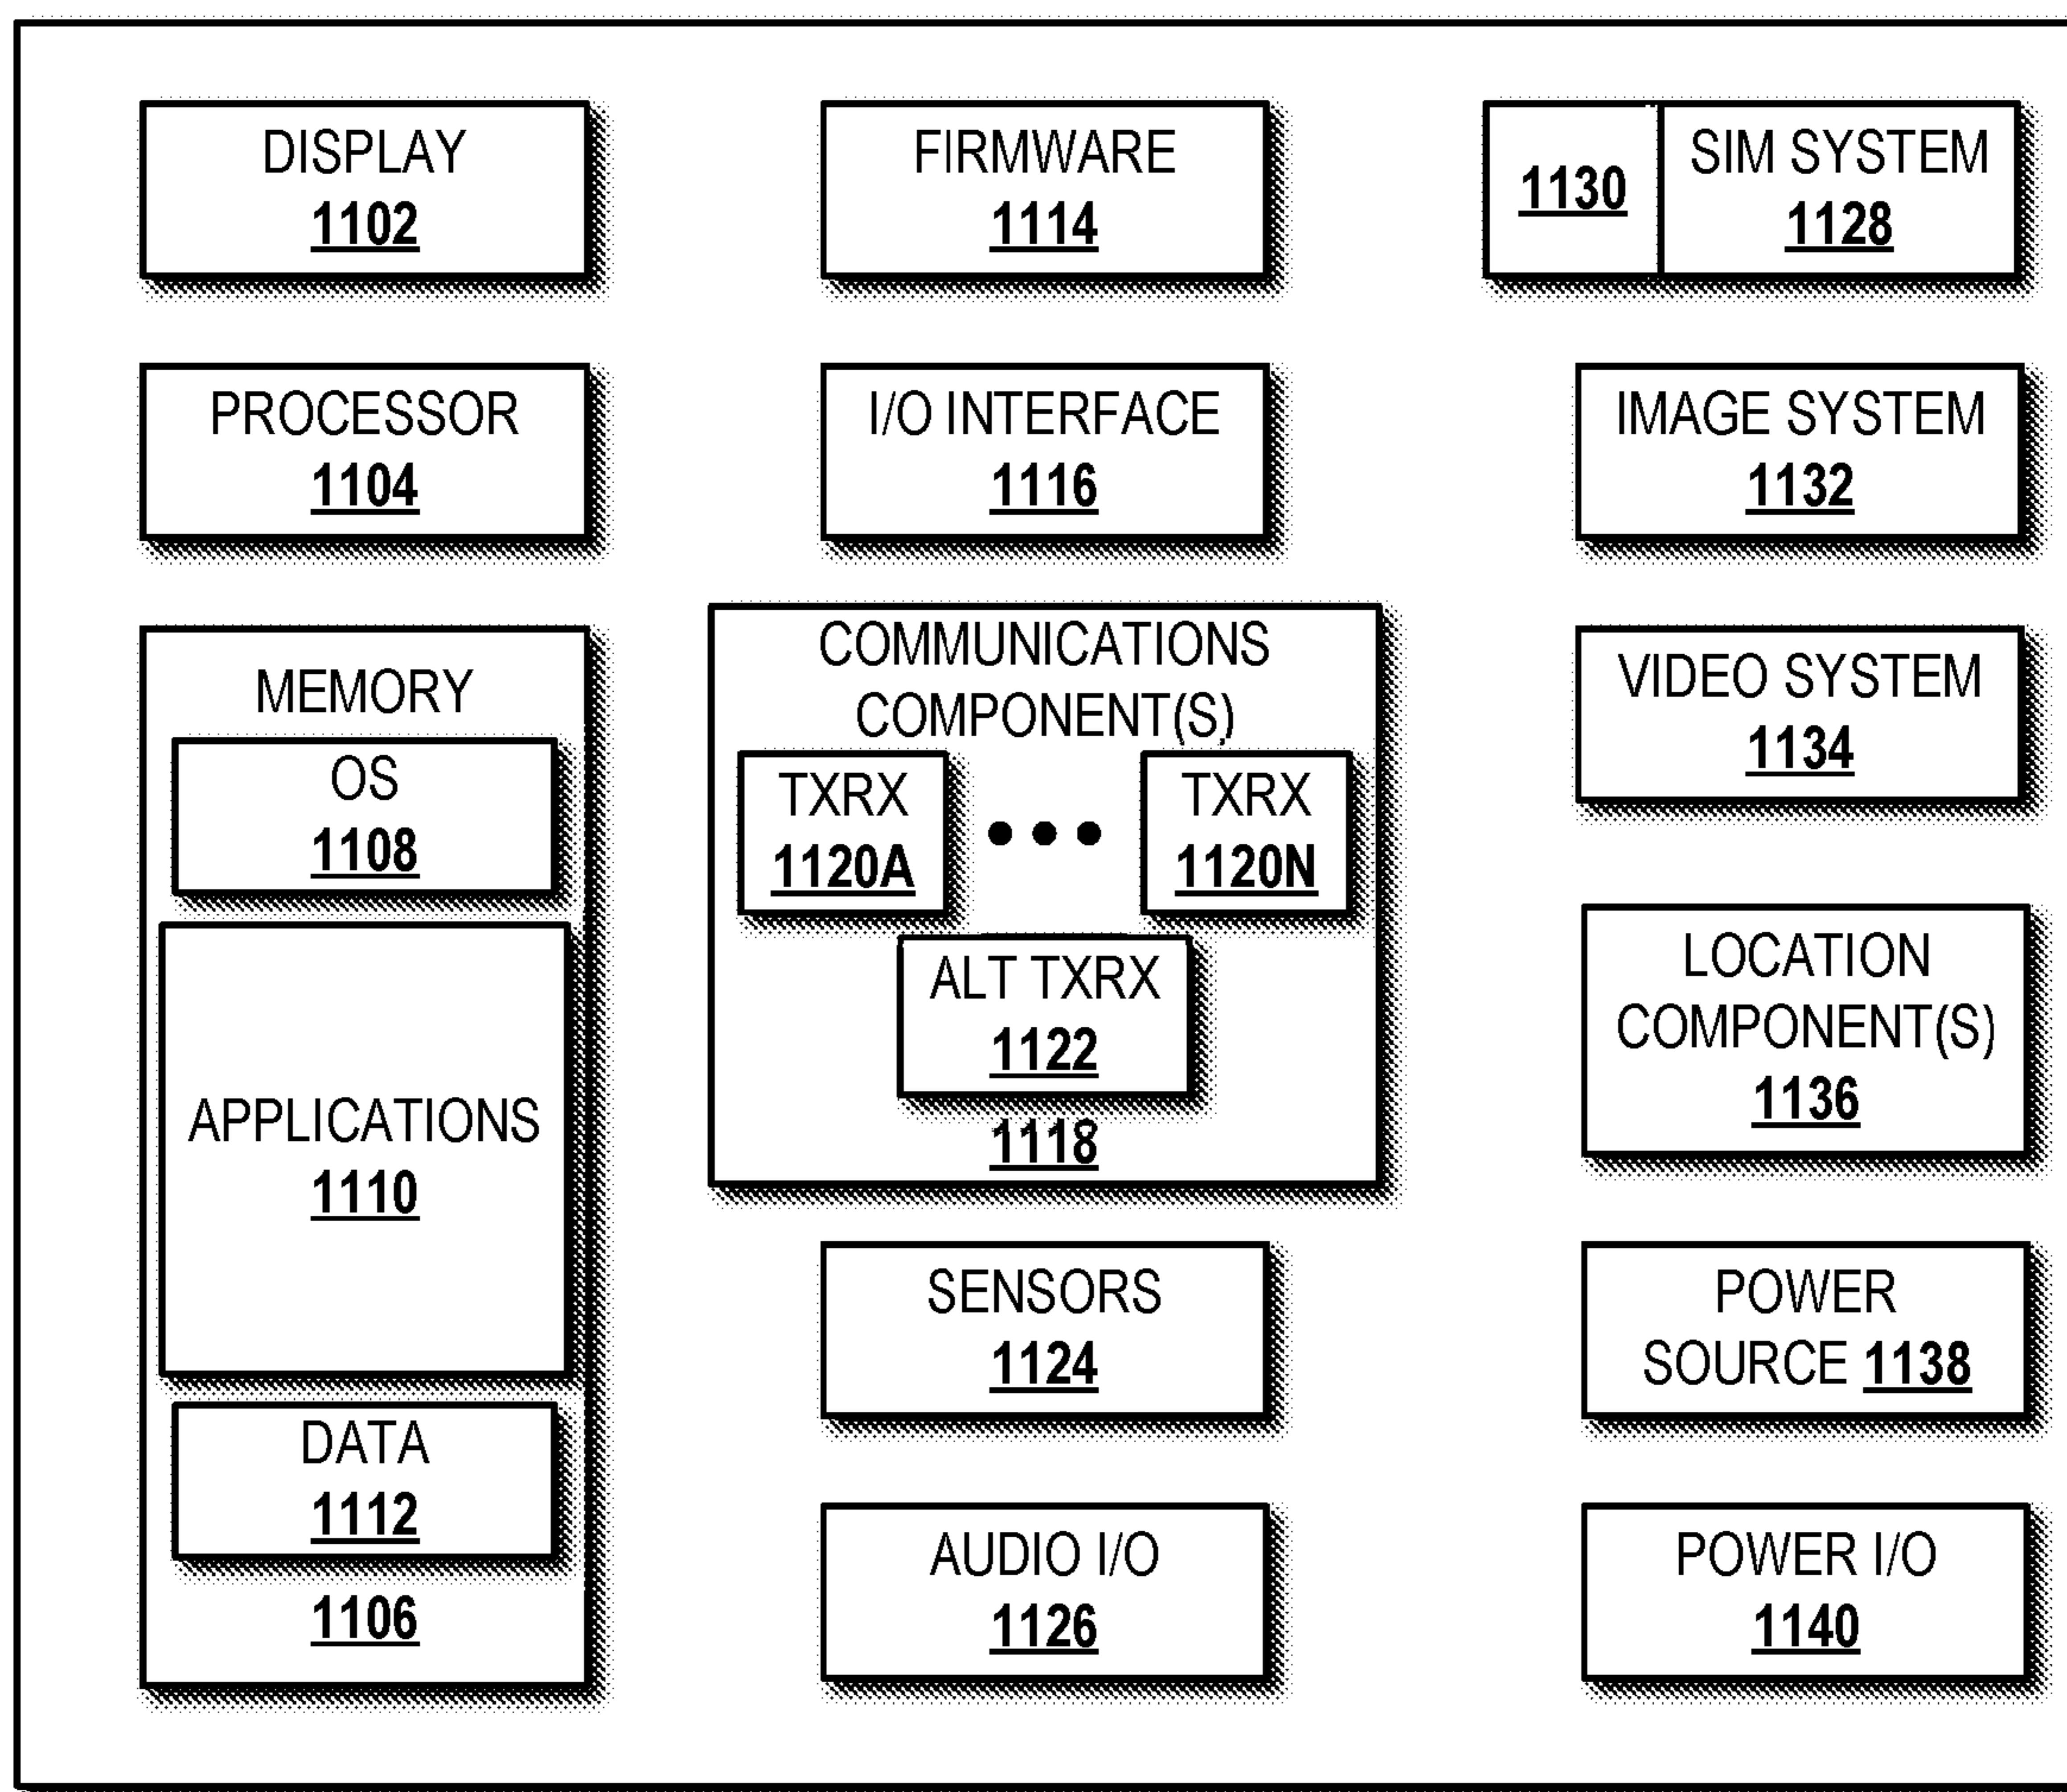 DISPLAY
1102
PROCESSOR
1104
MEMORY
OS
1108
APPLICATIONS
1110
DATA
1112
1106
FIRMWARE
1114
I/O INTERFACE
1116
COMMUNICATIONS
COMPONENT(S)
TXRX
1120A
TXRX
1120N
ALT TXRX
1122
1118
SENSORS
1124
AUDIO I/O
1126
1130
SIM SYSTEM
1128
IMAGE SYSTEM
1132
VIDEO SYSTEM
1134
LOCATION
COMPONENT(S)
1136
POWER
SOURCE 1138
POWER I/O
1140